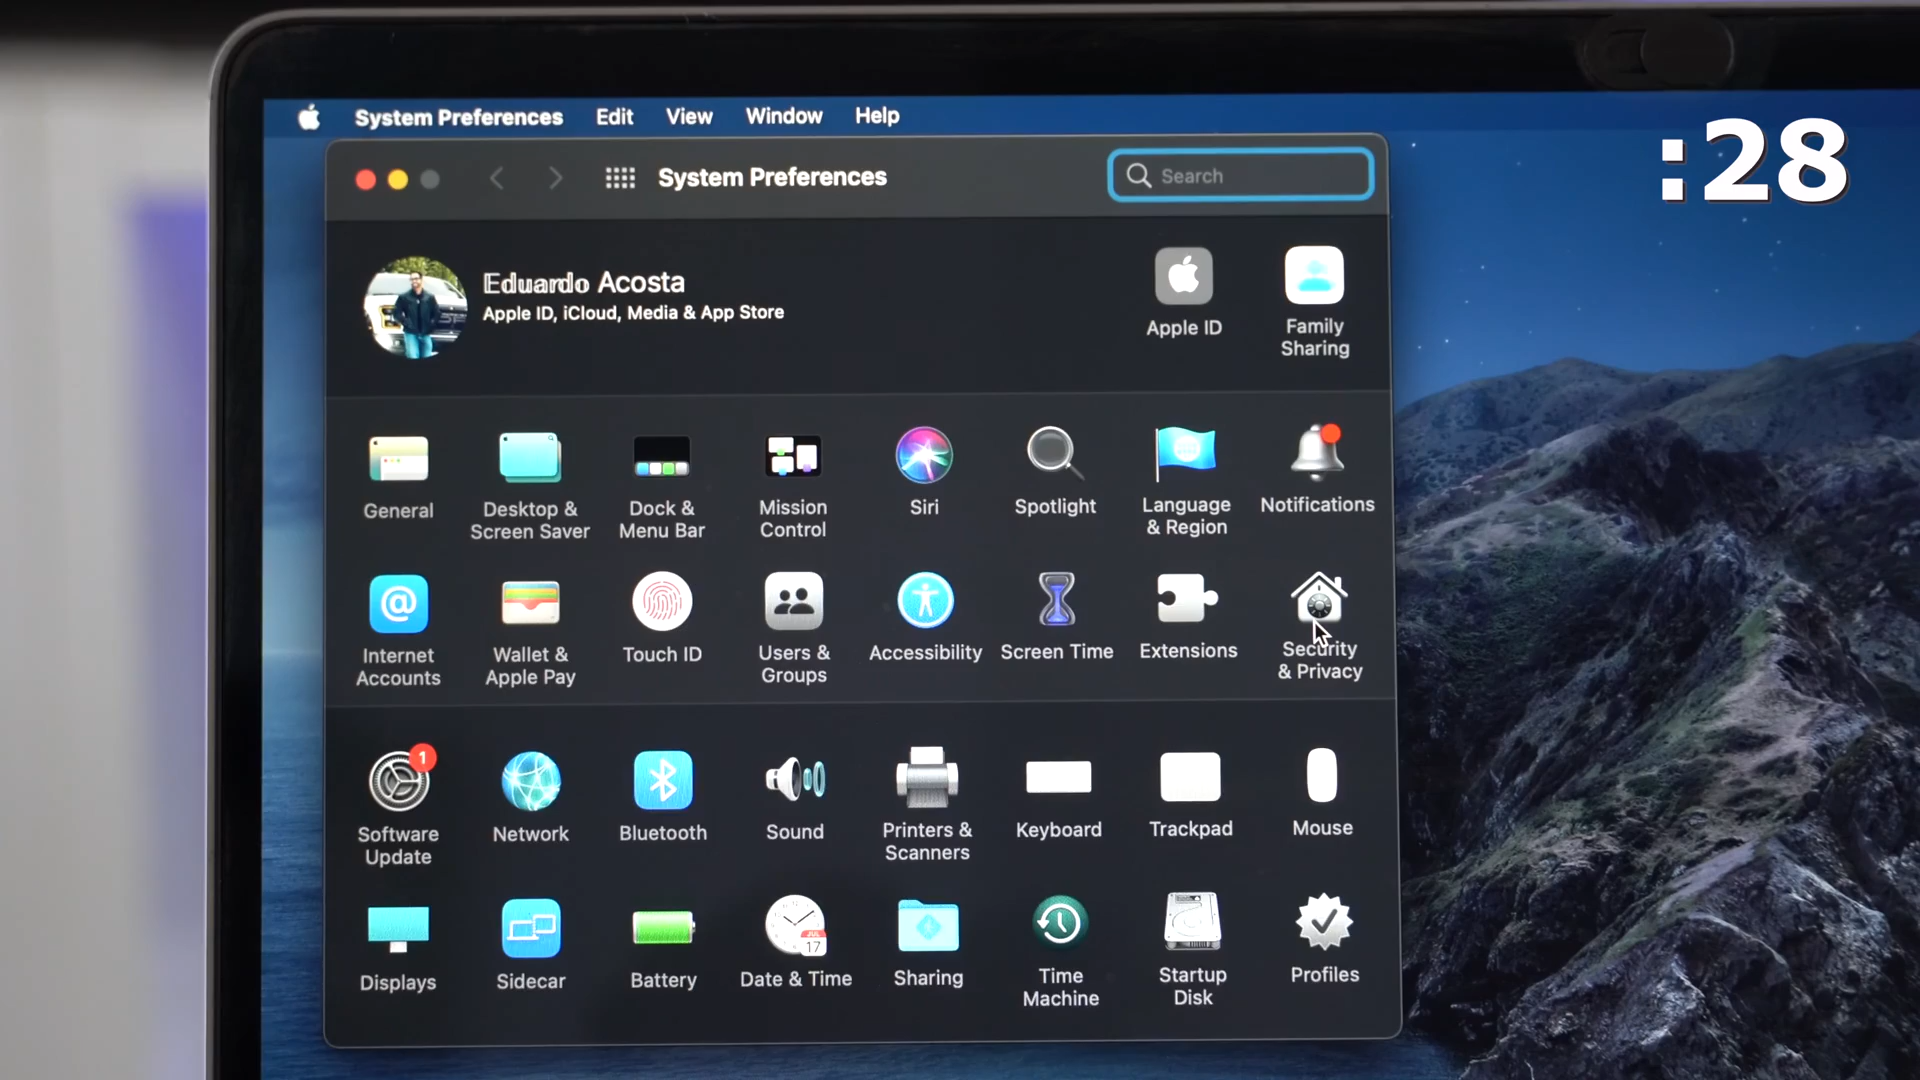 System Preferences Edit View Window Help
:28
System Preferences
Search
𝔼duardo Acosta
Apple ID, iCloud, Media & App Store
Apple ID
Family
Sharing
General
Desktop &
Screen Saver
Dock &
Menu Bar
Mission
Control
Siri
Spotlight
Language
& Region
Notifications
Internet
Accounts
Wallet &
Apple Pay
Touch ID
Users &
Groups
Accessibility
Screen Time
Extensions
Security
& Privacy
1
Software
Update
Network
Bluetooth
Sound
Printers &
Scanners
Keyboard
Trackpad
Mouse
Displays
Sidecar
Battery
JUL
17
Date & Time
Sharing
Time
Machine
Startup
Disk
Profiles